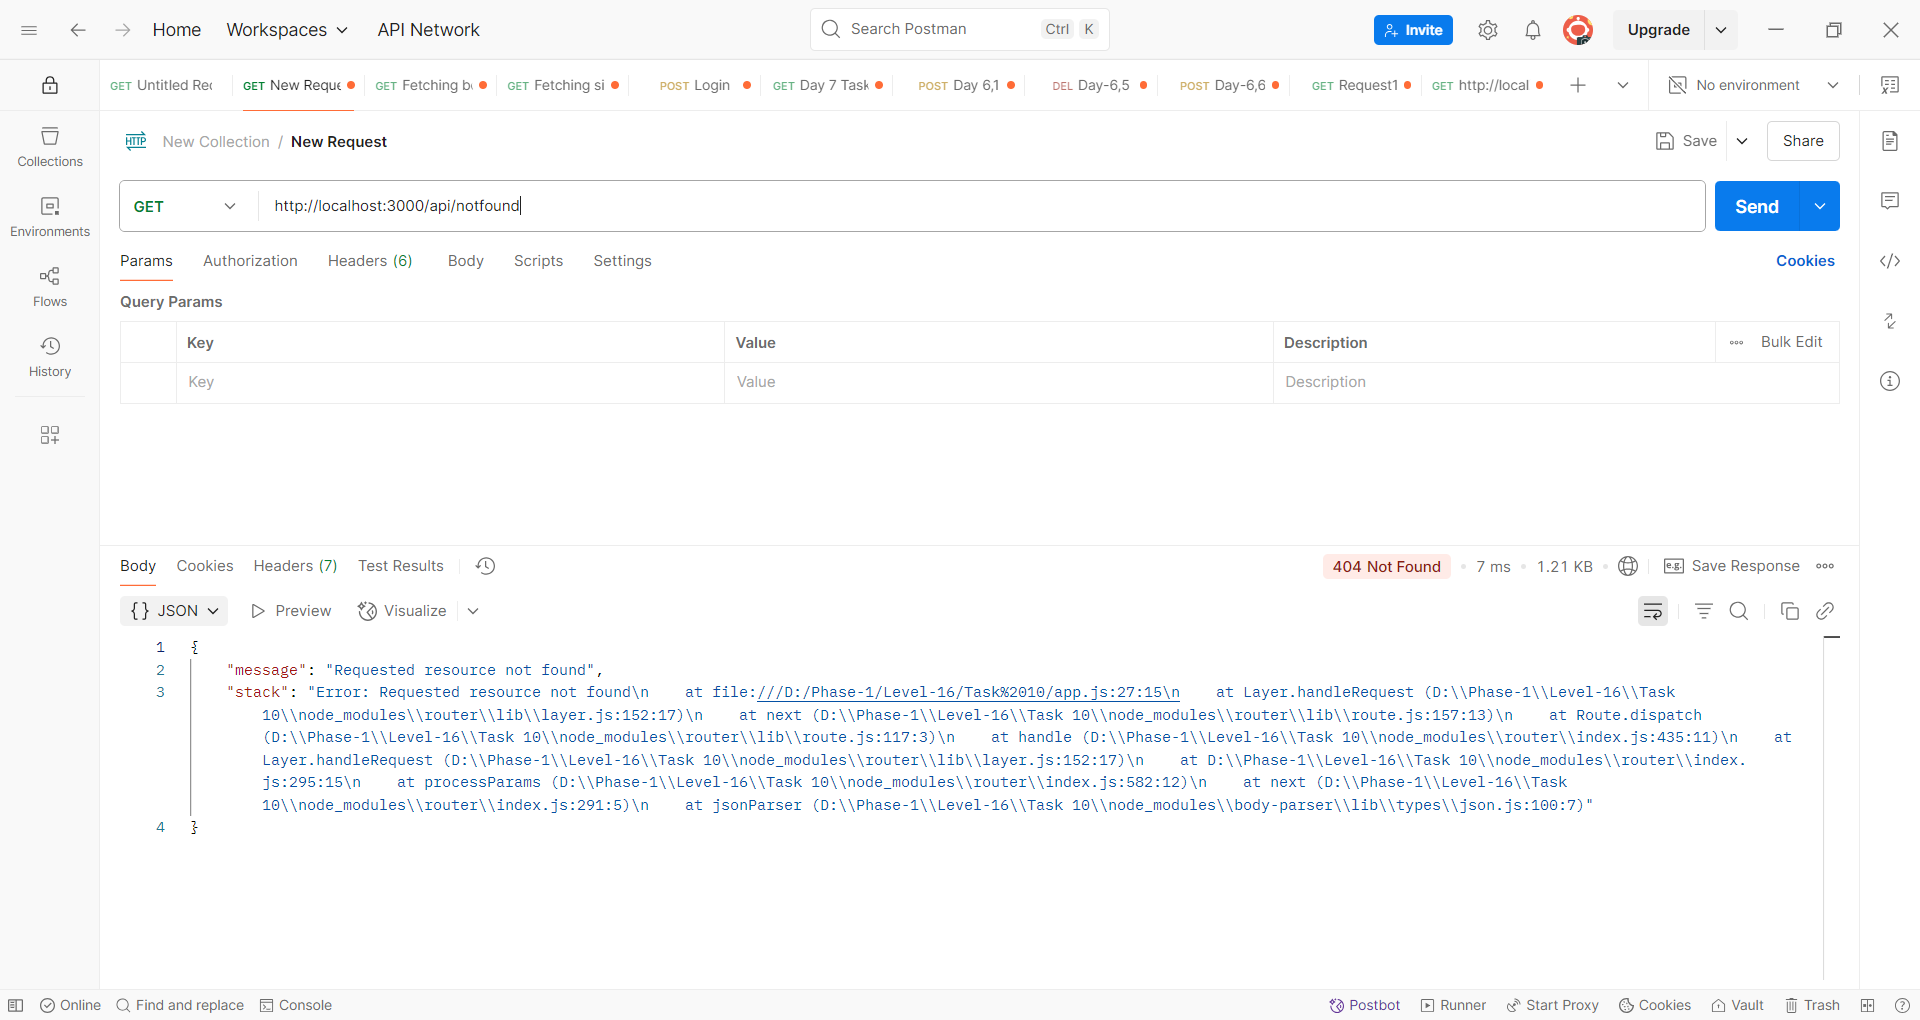 Home
Workspaces
API Network
Search Postman
Ctrl K
Invite
Upgrade
GET Untitled Rec
GET New Reque
GET Fetching b
GET Fetching si
POST Login
GET Day 7 Task
POST Day 6,1
DEL Day-6,5
POST Day-6,6
GET Request1
GET http://local
No environment
Collections
Environments
Flows
History
HTTP New Collection / New Request
Save
Share
GET
http://localhost:3000/api/notfound
Send
Params
Authorization
Headers (6)
Body
Scripts
Settings
Cookies
Query Params
Key Value Description Bulk Edit
Key Value Description
Body
Cookies
Headers (7)
Test Results
404 Not Found
7 ms
1.21 KB
e.g. Save Response
{} JSON
Preview
Visualize
1 {
2 "message": "Requested resource not found",
3 "stack": "Error: Requested resource not found\n    at file:///D:/Phase-1/Level-16/Task%2010/app.js:27:15\n    at Layer.handleRequest (D:\\Phase-1\\Level-16\\Task
10\\node_modules\\router\\lib\\layer.js:152:17)\n    at next (D:\\Phase-1\\Level-16\\Task 10\\node_modules\\router\\lib\\route.js:157:13)\n    at Route.dispatch
(D:\\Phase-1\\Level-16\\Task 10\\node_modules\\router\\lib\\route.js:117:3)\n    at handle (D:\\Phase-1\\Level-16\\Task 10\\node_modules\\router\\index.js:435:11)\n    at
Layer.handleRequest (D:\\Phase-1\\Level-16\\Task 10\\node_modules\\router\\lib\\layer.js:152:17)\n    at D:\\Phase-1\\Level-16\\Task 10\\node_modules\\router\\index.
js:295:15\n    at processParams (D:\\Phase-1\\Level-16\\Task 10\\node_modules\\router\\index.js:582:12)\n    at next (D:\\Phase-1\\Level-16\\Task
10\\node_modules\\router\\index.js:291:5)\n    at jsonParser (D:\\Phase-1\\Level-16\\Task 10\\node_modules\\body-parser\\lib\\types\\json.js:100:7)"
4 }
Online
Find and replace
Console
Postbot
Runner
Start Proxy
Cookies
Vault
Trash